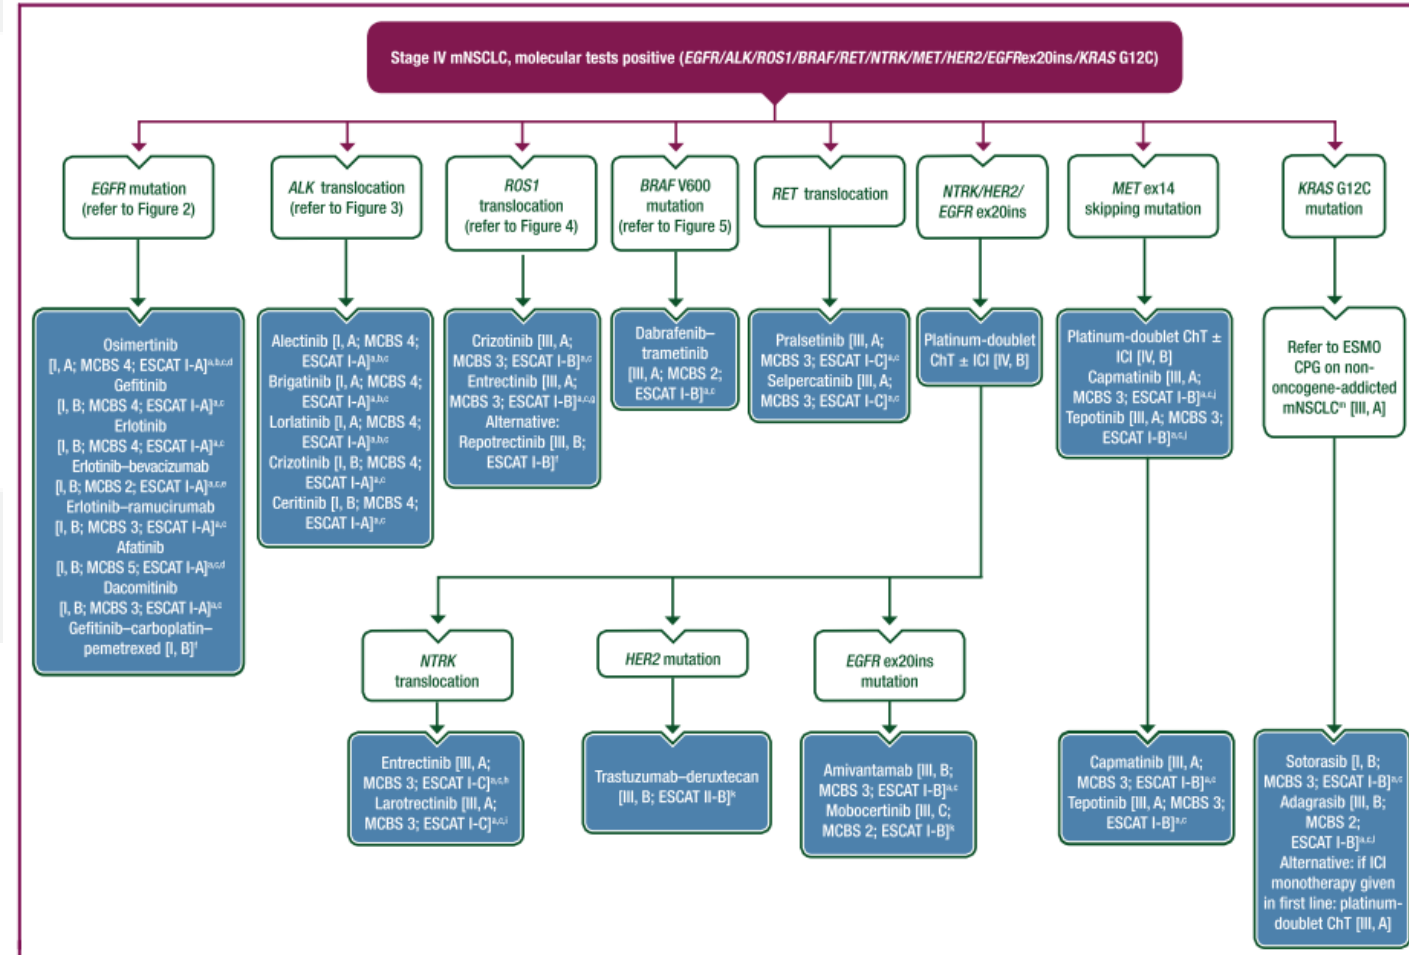 Stage IV mNSCLC, molecular tests positive (EGFR/ALK/ROS1/BRAF/RET/NTRK/MET/HER2/EGFRex20ins/KRAS G12C)
EGFR mutation
(refer to Figure 2)
ALK translocation
(refer to Figure 3)
ROS1
translocation
(refer to Figure 4)
BRAF V600
mutation
(refer to Figure 5)
RET translocation
NTRK/HER2/
EGFR ex20ins
MET ex14
skipping mutation
KRAS G12C
mutation
Osimertinib
[I, A; MCBS 4; ESCAT I-A]a,b,c,d
Gefitinib
[I, B; MCBS 4; ESCAT I-A]a,c
Erlotinib
[I, B; MCBS 4; ESCAT I-A]a,c
Erlotinib–bevacizumab
[I, B; MCBS 2; ESCAT I-A]a,c,e
Erlotinib–ramucirumab
[I, B; MCBS 3; ESCAT I-A]a,c
Afatinib
[I, B; MCBS 5; ESCAT I-A]a,c,d
Dacomitinib
[I, B; MCBS 3; ESCAT I-A]a,c
Gefitinib–carboplatin–
pemetrexed [I, B]f
Alectinib [I, A; MCBS 4;
ESCAT I-A]a,b,c
Brigatinib [I, A; MCBS 4;
ESCAT I-A]a,b,c
Lorlatinib [I, A; MCBS 4;
ESCAT I-A]a,b,c
Crizotinib [I, B; MCBS 4;
ESCAT I-A]a,c
Ceritinib [I, B; MCBS 4;
ESCAT I-A]a,c
Crizotinib [III, A;
MCBS 3; ESCAT I-B]a,c
Entrectinib [III, A;
MCBS 3; ESCAT I-B]a,c,g
Alternative:
Repotrectinib [III, B;
ESCAT I-B]f
Dabrafenib–
trametinib
[III, A; MCBS 2;
ESCAT I-B]a,c
Pralsetinib [III, A;
MCBS 3; ESCAT I-C]a,c
Selpercatinib [III, A;
MCBS 3; ESCAT I-C]a,c
Platinum-doublet
ChT ± ICI [IV, B]
Platinum-doublet ChT ±
ICI [IV, B]
Capmatinib [III, A;
MCBS 3; ESCAT I-B]a,c,j
Tepotinib [III, A; MCBS 3;
ESCAT I-B]a,c,j
Refer to ESMO
CPG on non-
oncogene-addicted
mNSCLCm [III, A]
NTRK
translocation
HER2 mutation
EGFR ex20ins
mutation
Entrectinib [III, A;
MCBS 3; ESCAT I-C]a,c,h
Larotrectinib [III, A;
MCBS 3; ESCAT I-C]a,c,i
Trastuzumab–deruxtecan
[III, B; ESCAT II-B]k
Amivantamab [III, B;
MCBS 3; ESCAT I-B]a,c
Mobocertinib [III, C;
MCBS 2; ESCAT I-B]k
Capmatinib [III, A;
MCBS 3; ESCAT I-B]a,c
Tepotinib [III, A; MCBS 3;
ESCAT I-B]a,c
Sotorasib [I, B;
MCBS 3; ESCAT I-B]a,c
Adagrasib [III, B;
MCBS 2;
ESCAT I-B]a,c,l
Alternative: if ICI
monotherapy given
in first line: platinum-
doublet ChT [III, A]